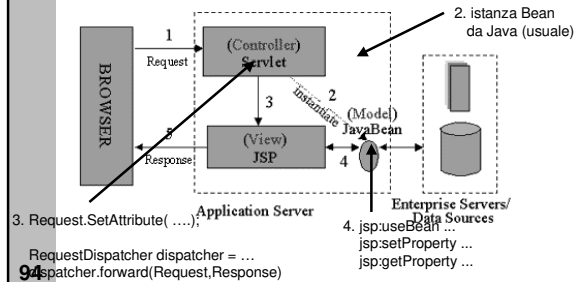 2. istanza Bean
da Java (usuale)
1
Request
(Controller)
Servlet
BROWSER
2
Instantiate
3
(Model)
JavaBean
5
Response
(View)
JSP
4
Application Server
Enterprise Servers/
Data Sources
3. Request.SetAttribute( ….);
RequestDispatcher dispatcher = …
dispatcher.forward(Request,Response)
4. jsp:useBean ...
jsp:setProperty ...
jsp:getProperty ...
94